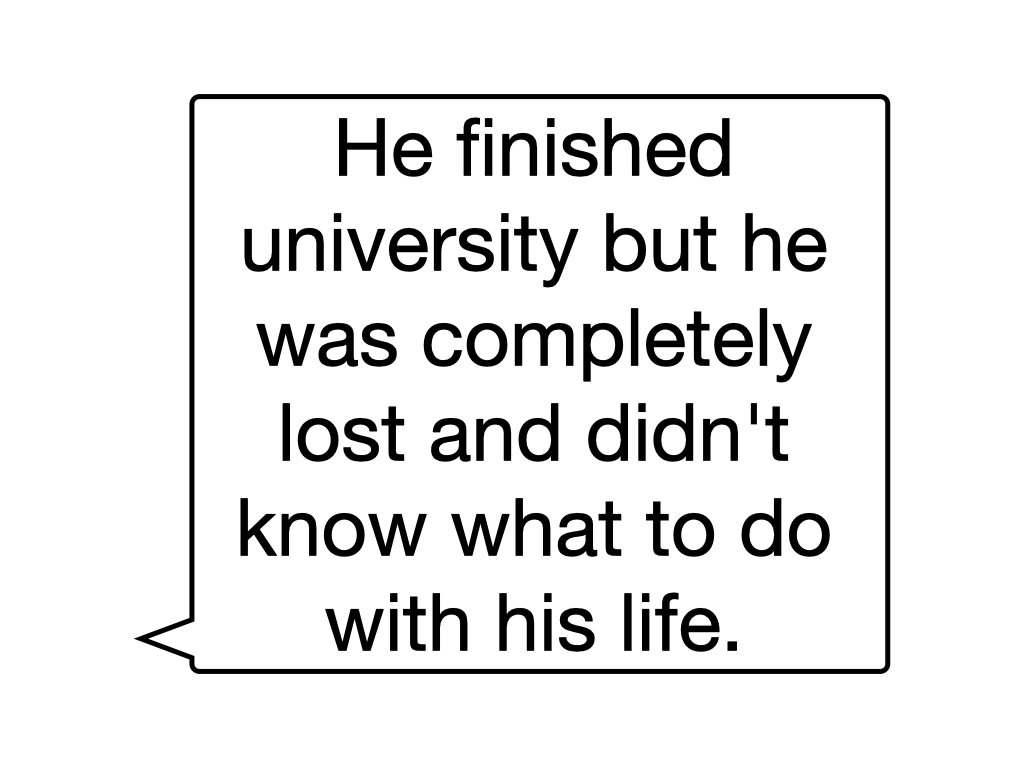 He finished
university but he
was completely
lost and didn't
know what to do
with his life.